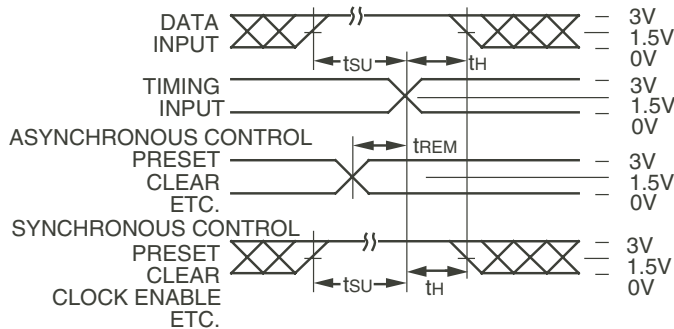 DATA
INPUT
3V
1.5V
0V
tSU
tH
TIMING
INPUT
3V
1.5V
0V
ASYNCHRONOUS CONTROL
tREM
PRESET
CLEAR
ETC.
3V
1.5V
0V
SYNCHRONOUS CONTROL
PRESET
CLEAR
CLOCK ENABLE
ETC.
3V
1.5V
0V
tSU
tH